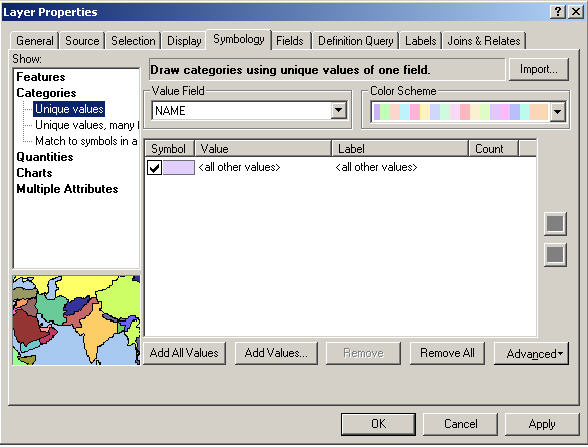 Layer Properties
General Source Selection Display Symbology Fields Definition Query Labels Joins & Relates
Show:
Features
Categories
Unique values
Unique values, many
Match to symbols in a
Quantities
Charts
Multiple Attributes
Draw categories using unique values of one field.
Import...
Value Field
NAME
Color Scheme
Symbol Value Label Count
<all other values> <all other values>
Add All Values Add Values... Remove Remove All Advanced
OK Cancel Apply